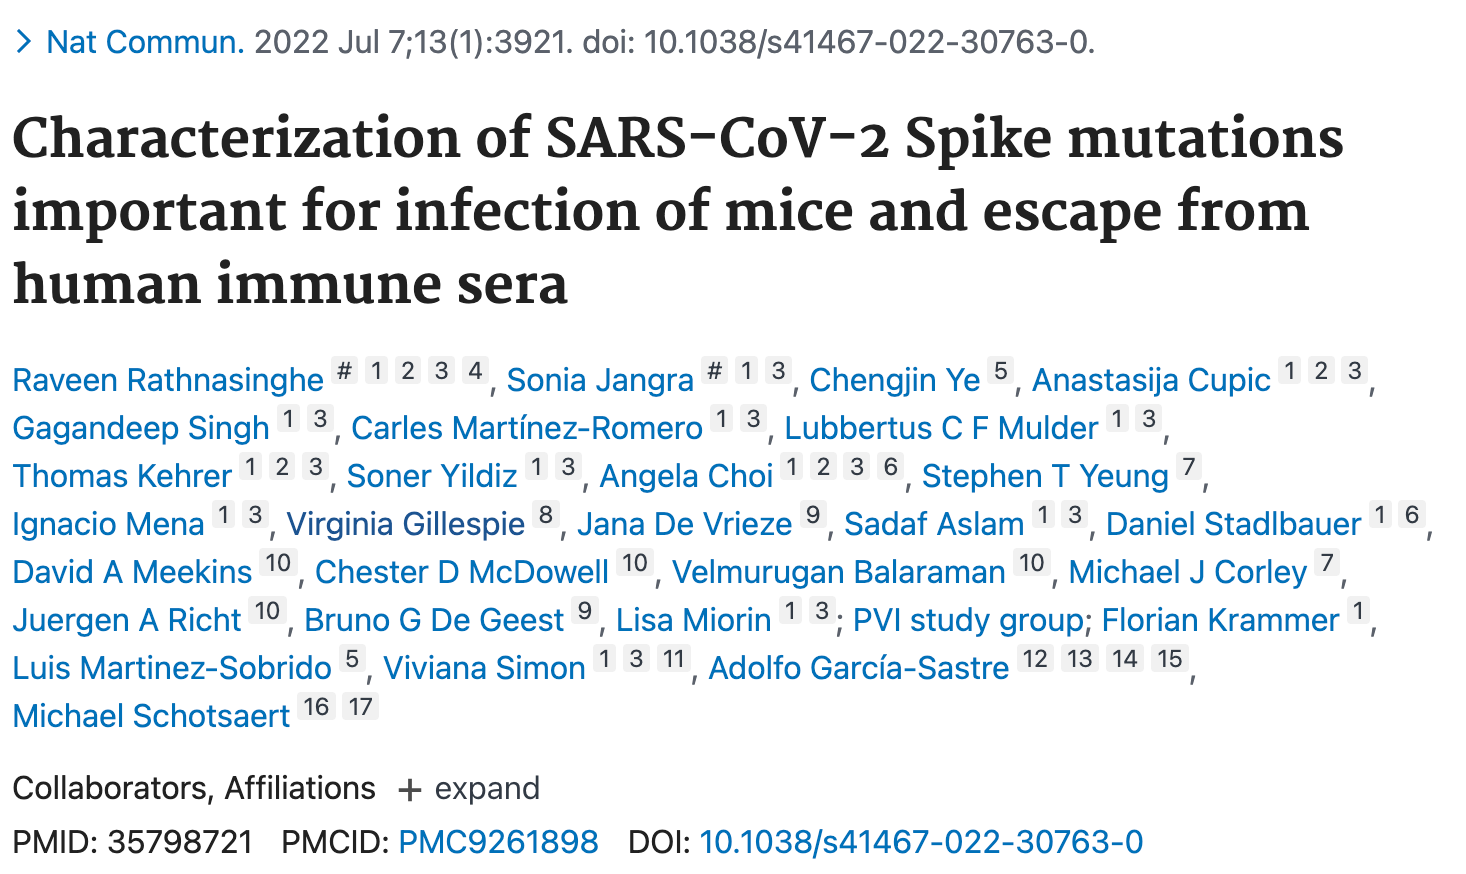 > Nat Commun. 2022 Jul 7;13(1):3921. doi: 10.1038/s41467-022-30763-0.
Characterization of SARS-CoV-2 Spike mutations
important for infection of mice and escape from
human immune sera
Raveen Rathnasinghe # 1 2 3 4, Sonia Jangra # 1 3, Chengjin Ye 5, Anastasija Cupic 1 2 3,
Gagandeep Singh 1 3, Carles Martínez-Romero 1 3, Lubbertus C F Mulder 1 3,
Thomas Kehrer 1 2 3, Soner Yildiz 1 3, Angela Choi 1 2 3 6, Stephen T Yeung 7,
Ignacio Mena 1 3, Virginia Gillespie 8, Jana De Vrieze 9, Sadaf Aslam 1 3, Daniel Stadlbauer 1 6,
David A Meekins 10, Chester D McDowell 10, Velmurugan Balaraman 10, Michael J Corley 7,
Juergen A Richt 10, Bruno G De Geest 9, Lisa Miorin 1 3; PVI study group; Florian Krammer 1,
Luis Martinez-Sobrido 5, Viviana Simon 1 3 11, Adolfo García-Sastre 12 13 14 15,
Michael Schotsaert 16 17
Collaborators, Affiliations + expand
PMID: 35798721 PMCID: PMC9261898 DOI: 10.1038/s41467-022-30763-0